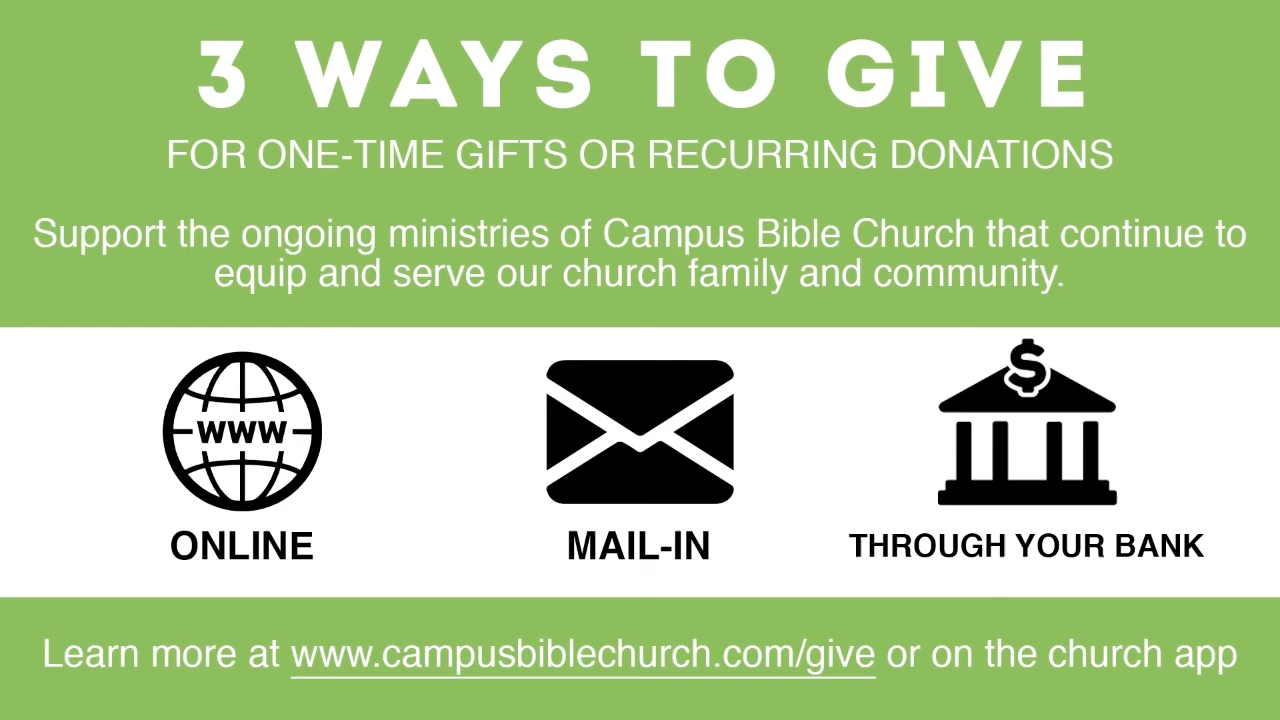 3 WAYS TO GIVE
FOR ONE-TIME GIFTS OR RECURRING DONATIONS
Support the ongoing ministries of Campus Bible Church that continue to
equip and serve our church family and community.
www
$
ONLINE
MAIL-IN
THROUGH YOUR BANK
Learn more at www.campusbiblechurch.com/give or on the church app